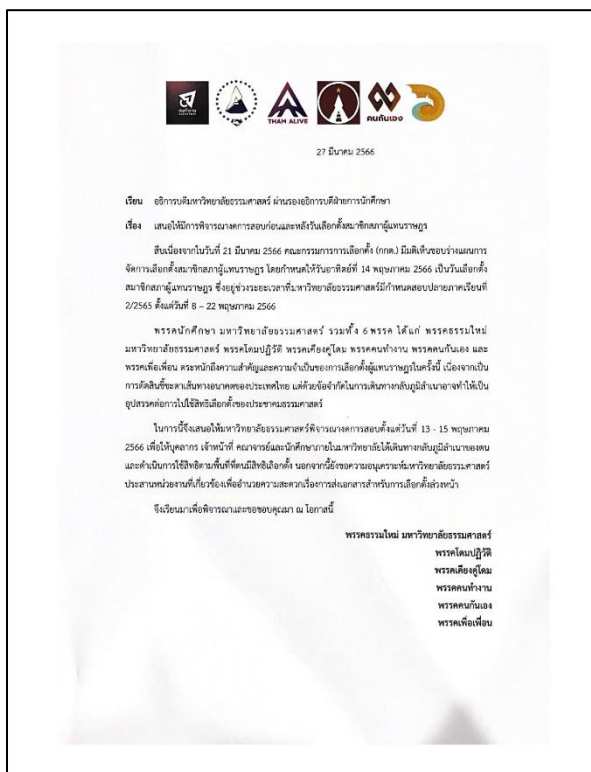 THAM ALIVE
คนกันเอง
27 มีนาคม 2566
เรียน อธิการบดีมหาวิทยาลัยธรรมศาสตร์ ผ่านรองอธิการบดีฝ่ายการนักศึกษา
เรื่อง เสนอให้มีการพิจารณางดการสอบก่อนและหลังวันเลือกตั้งสมาชิกสภาผู้แทนราษฎร
สืบเนื่องจากในวันที่ 21 มีนาคม 2566 คณะกรรมการการเลือกตั้ง (กกต.) มีมติเห็นชอบร่างแผนการ
จัดการเลือกตั้งสมาชิกสภาผู้แทนราษฎร โดยกำหนดให้วันอาทิตย์ที่ 14 พฤษภาคม 2566 เป็นวันเลือกตั้ง
สมาชิกสภาผู้แทนราษฎร ซึ่งอยู่ช่วงระยะเวลาที่มหาวิทยาลัยธรรมศาสตร์มีกำหนดสอบปลายภาคเรียนที่
2/2565 ตั้งแต่วันที่ 8 – 22 พฤษภาคม 2566
พรรคนักศึกษา มหาวิทยาลัยธรรมศาสตร์ รวมทั้ง 6 พรรค ได้แก่ พรรคธรรมใหม่
มหาวิทยาลัยธรรมศาสตร์ พรรคโดมปฏิวัติ พรรคเคียงคู่โดม พรรคคนทำงาน พรรคคนกันเอง และ
พรรคเพื่อเพื่อน ตระหนักถึงความสำคัญและความจำเป็นของการเลือกตั้งผู้แทนราษฎรในครั้งนี้ เนื่องจากเป็น
การตัดสินชี้ชะตาเส้นทางอนาคตของประเทศไทย แต่ด้วยข้อจำกัดในการเดินทางกลับภูมิลำเนาอาจทำให้เป็น
อุปสรรคต่อการไปใช้สิทธิเลือกตั้งของประชาคมธรรมศาสตร์
ในการนี้จึงเสนอให้มหาวิทยาลัยธรรมศาสตร์พิจารณางดการสอบตั้งแต่วันที่ 13 - 15 พฤษภาคม
2566 เพื่อให้บุคลากร เจ้าหน้าที่ คณาจารย์และนักศึกษาภายในมหาวิทยาลัยได้เดินทางกลับภูมิลำเนาของตน
และดำเนินการใช้สิทธิตามพื้นที่ที่ตนมีสิทธิเลือกตั้ง นอกจากนี้ยังขอความอนุเคราะห์มหาวิทยาลัยธรรมศาสตร์
ประสานหน่วยงานที่เกี่ยวข้องเพื่ออำนวยความสะดวกเรื่องการส่งเอกสารสำหรับการเลือกตั้งล่วงหน้า
จึงเรียนมาเพื่อพิจารณาและขอขอบคุณมา ณ โอกาสนี้
พรรคธรรมใหม่ มหาวิทยาลัยธรรมศาสตร์
พรรคโดมปฏิวัติ
พรรคเคียงคู่โดม
พรรคคนทำงาน
พรรคคนกันเอง
พรรคเพื่อเพื่อน